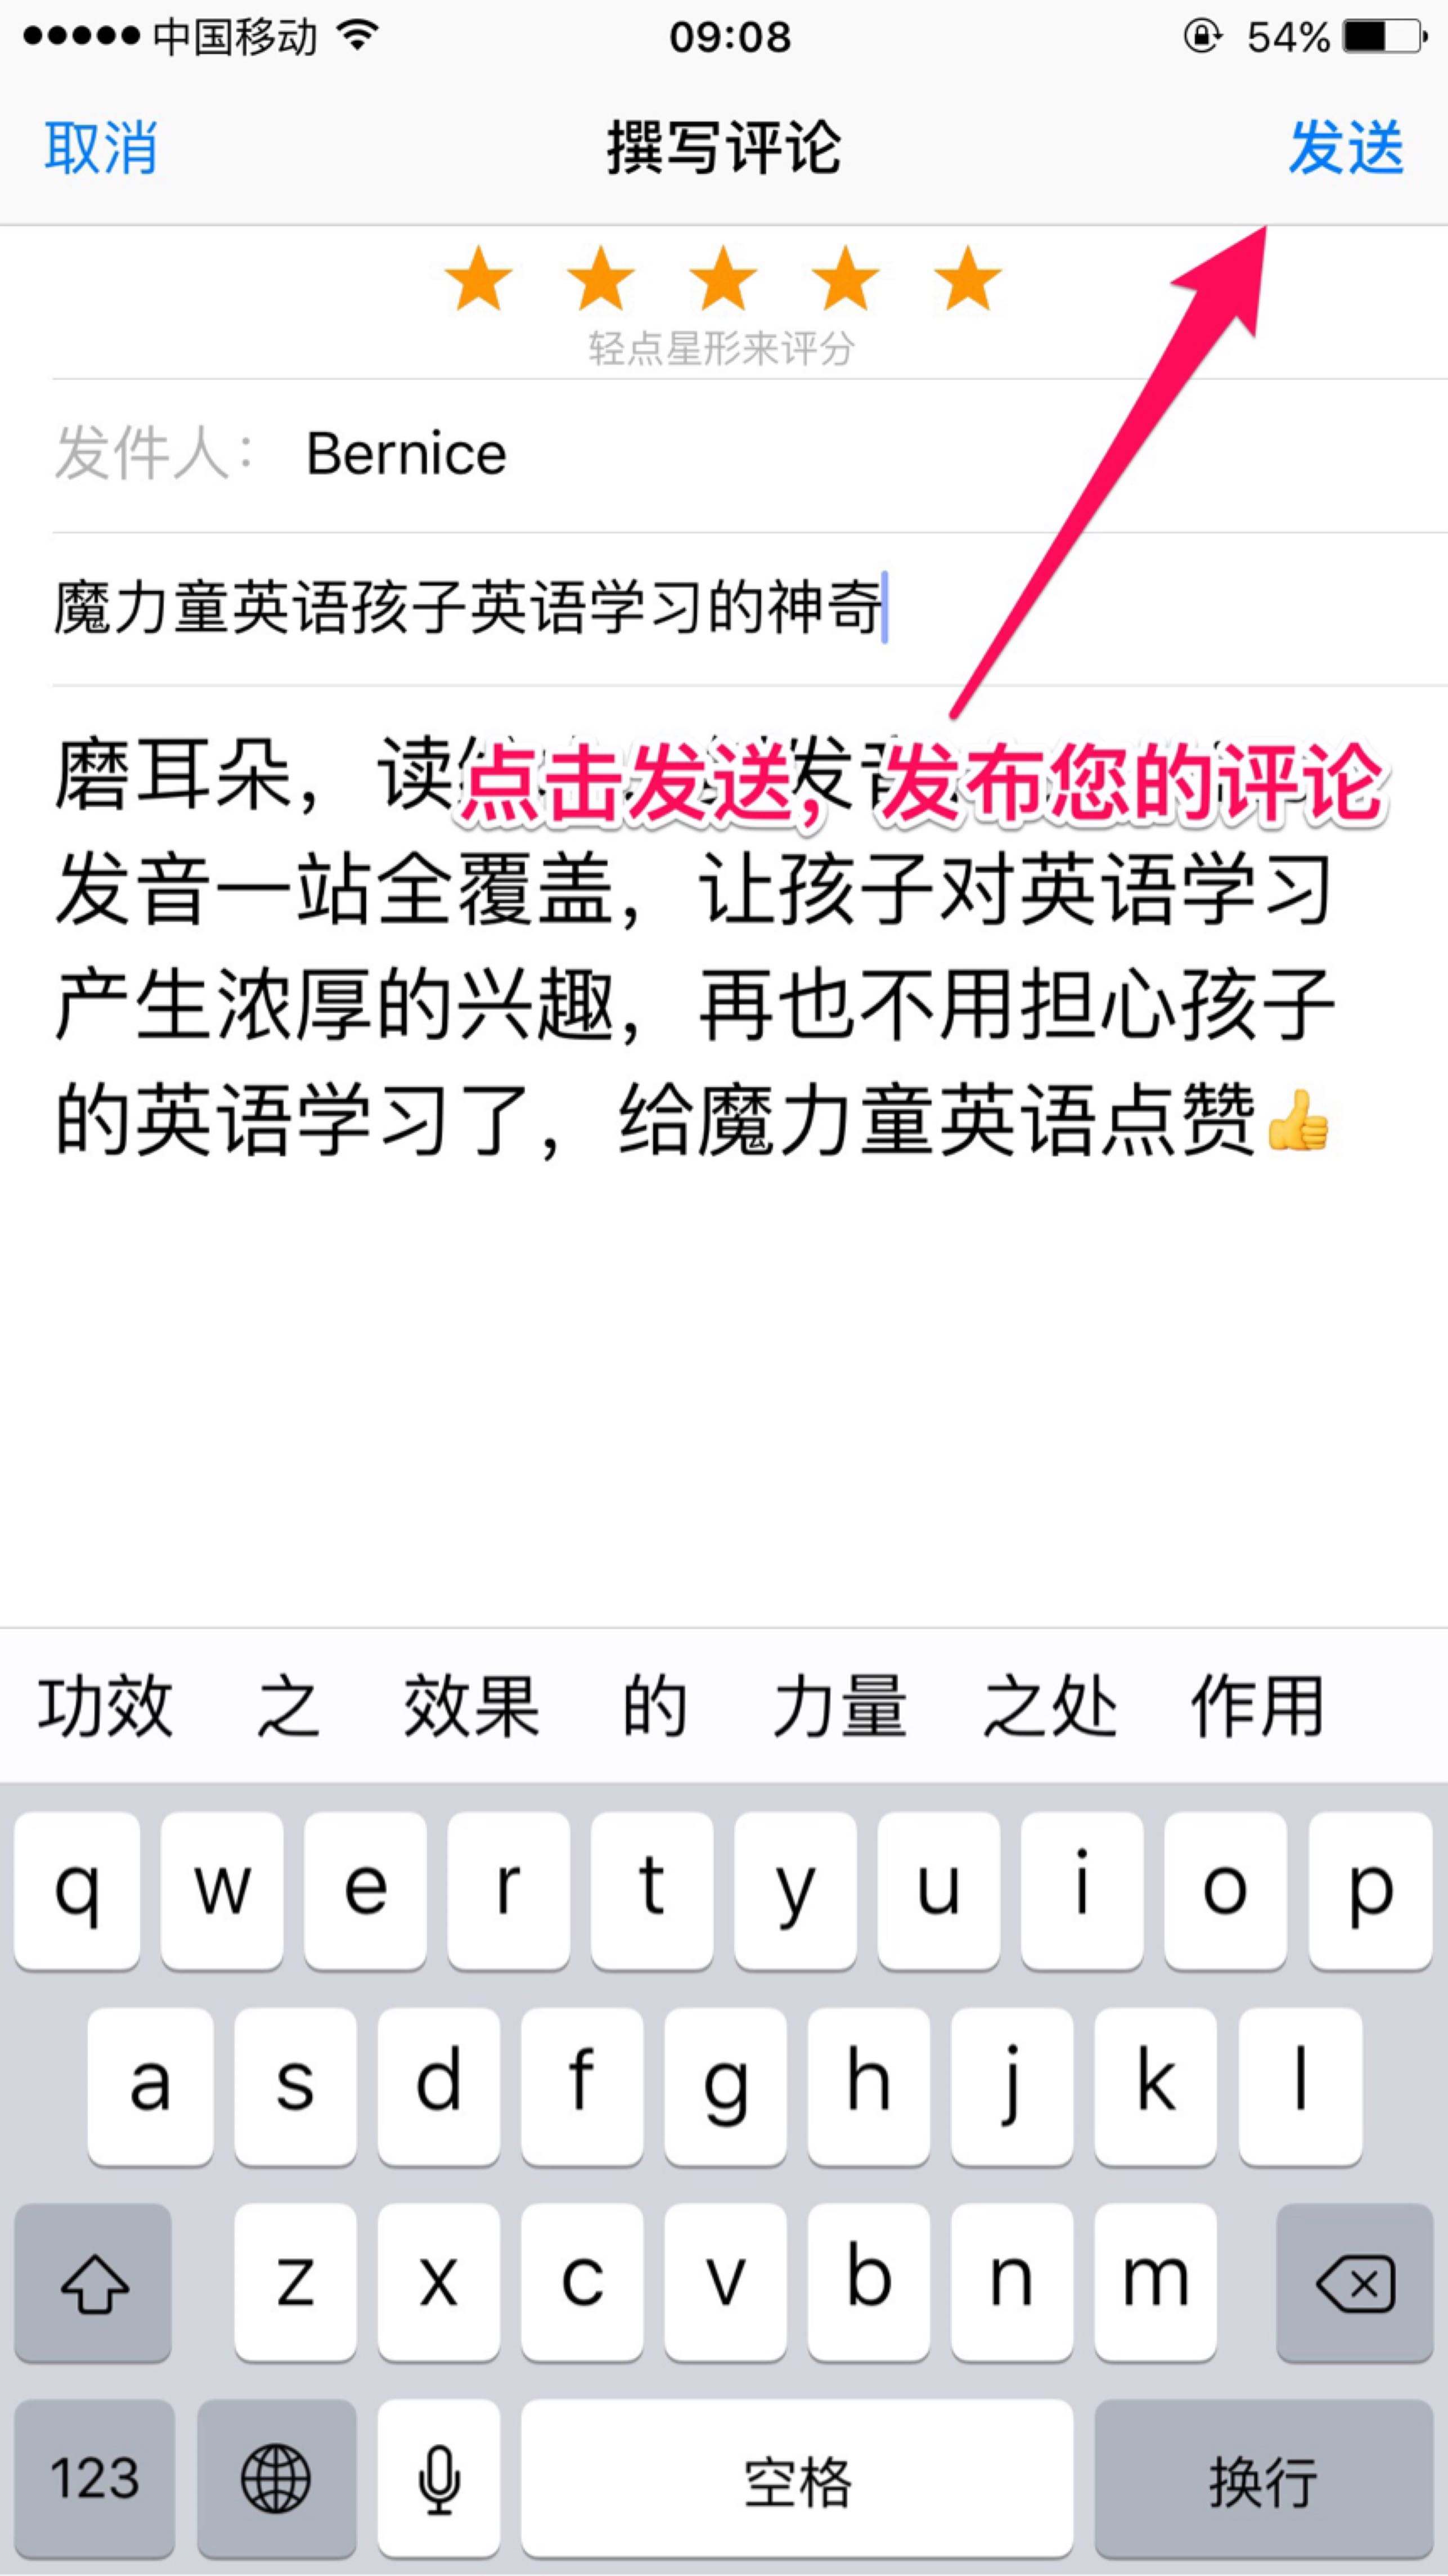 中国移动 09:08 54%
取消 撰写评论 发送
轻点星形来评分
发件人： Bernice
魔力童英语孩子英语学习的神奇
磨耳朵，读
点击发送，发布您的评论
发音一站全覆盖，让孩子对英语学习
产生浓厚的兴趣，再也不用担心孩子
的英语学习了，给魔力童英语点赞👍
功效 之 效果 的 力量 之处 作用
q w e r t y u i o p
a s d f g h j k l
z x c v b n m
123 空格 换行